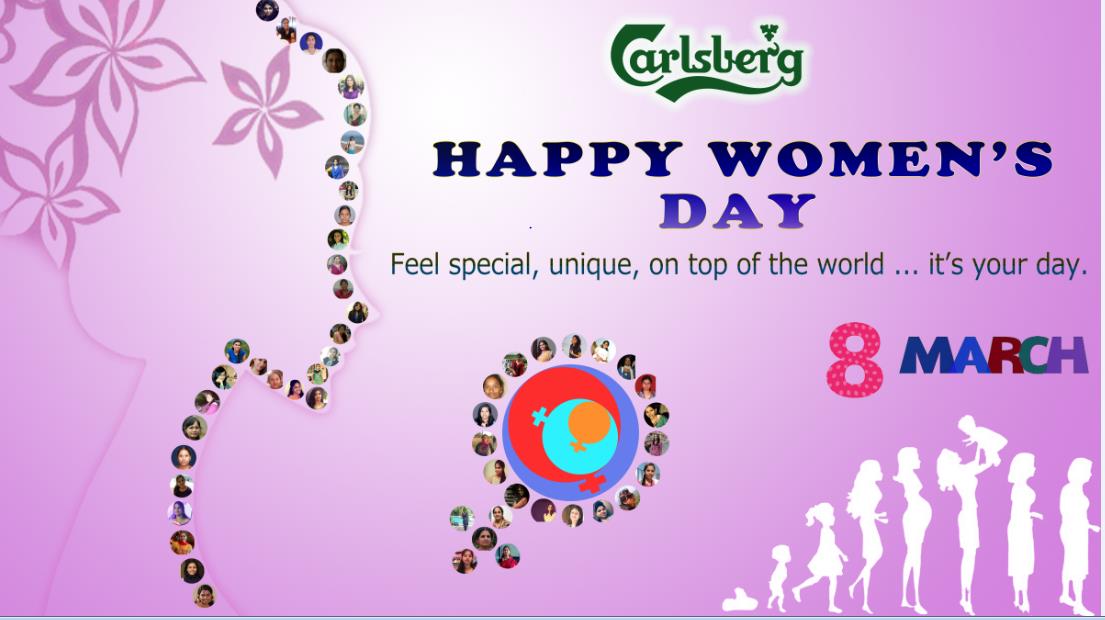 Carlsberg
HAPPY WOMEN’S
DAY
Feel special, unique, on top of the world ... it’s your day.
8 MARCH